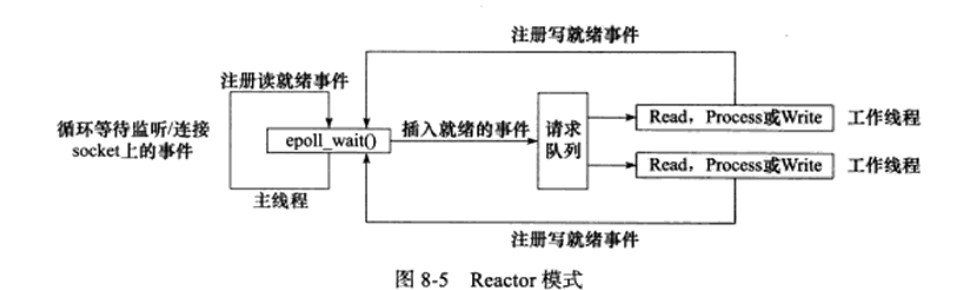 注册写就绪事件
注册读就绪事件
循环等待监听/连接
socket上的事件
epoll_wait()
插入就绪的事件
请求
队列
Read，Process或Write
工作线程
Read，Process或Write
工作线程
主线程
注册写就绪事件
图 8-5 Reactor 模式